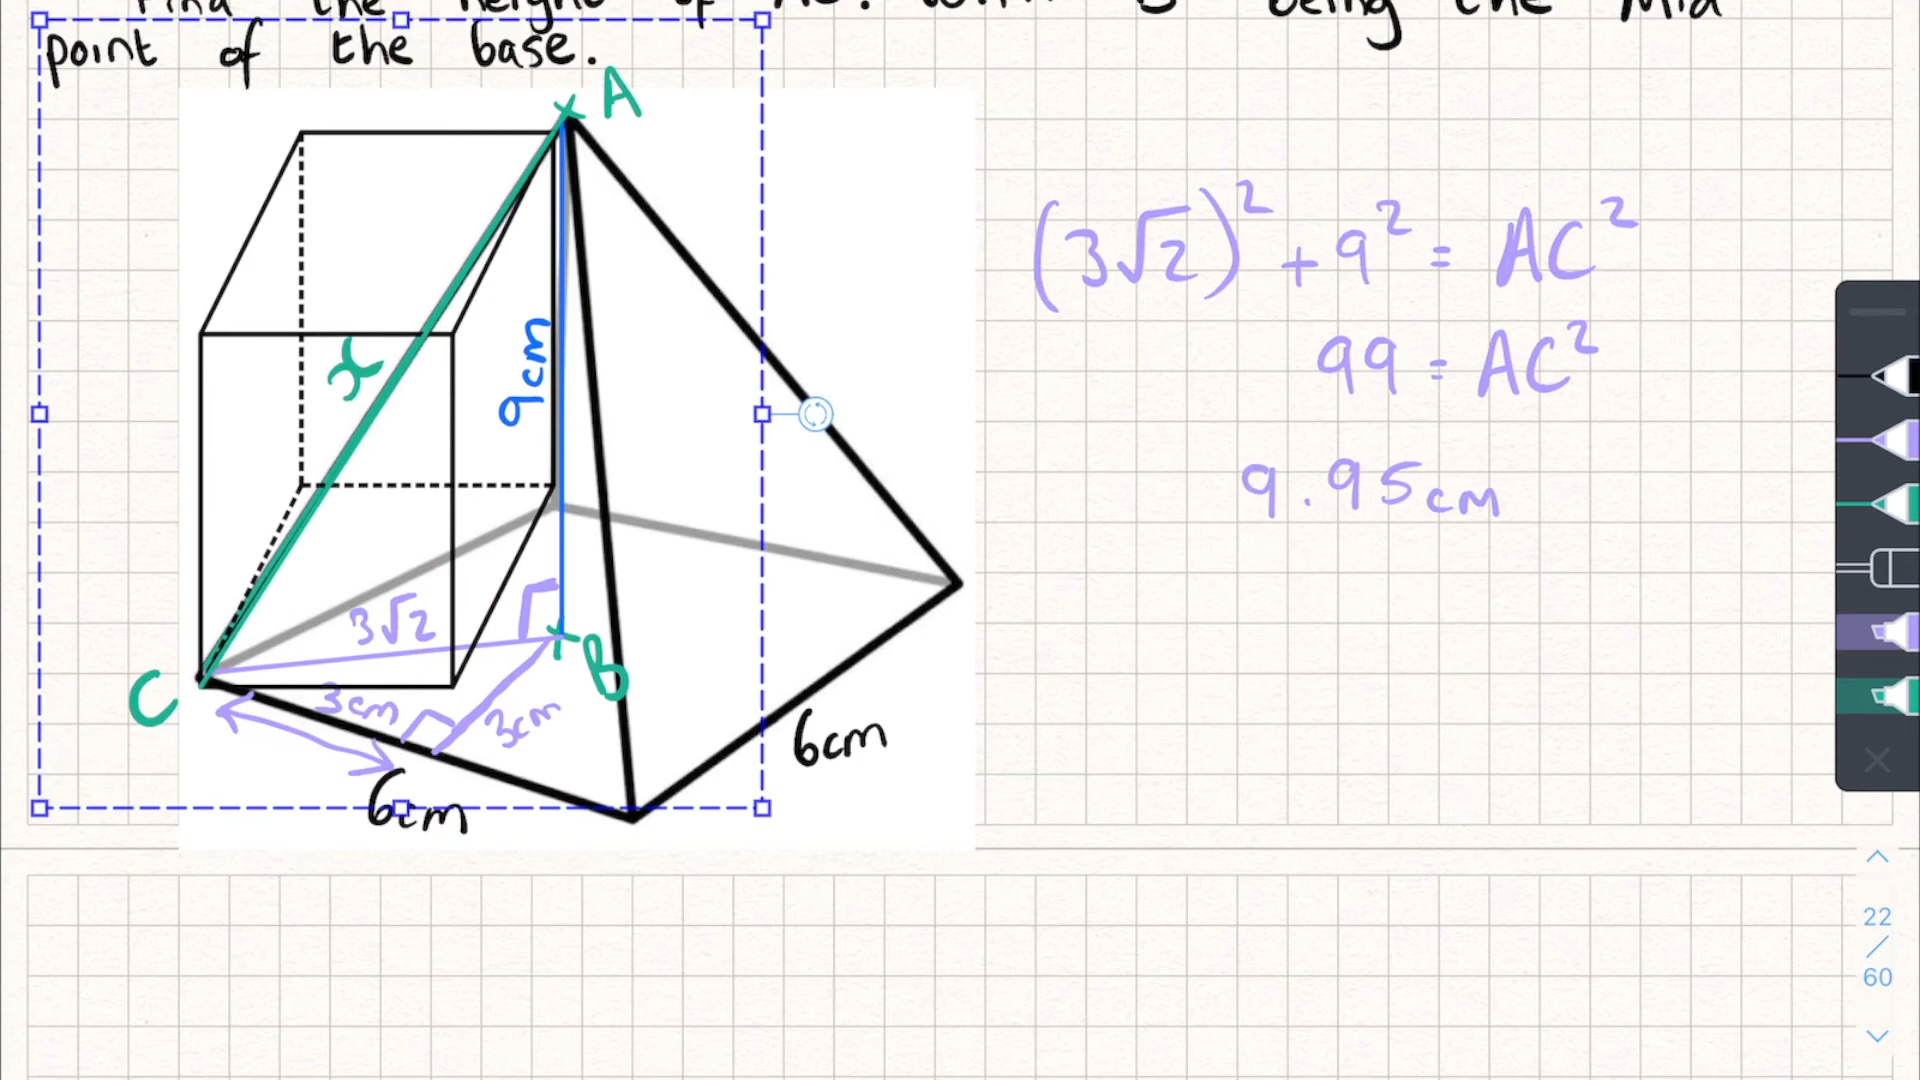 point of the base.
A
x
9cm
3√2
B
C
3cm
3cm
6cm
6cm
(3√2)² + 9² = AC²
99 = AC²
9.95cm
22
/
60